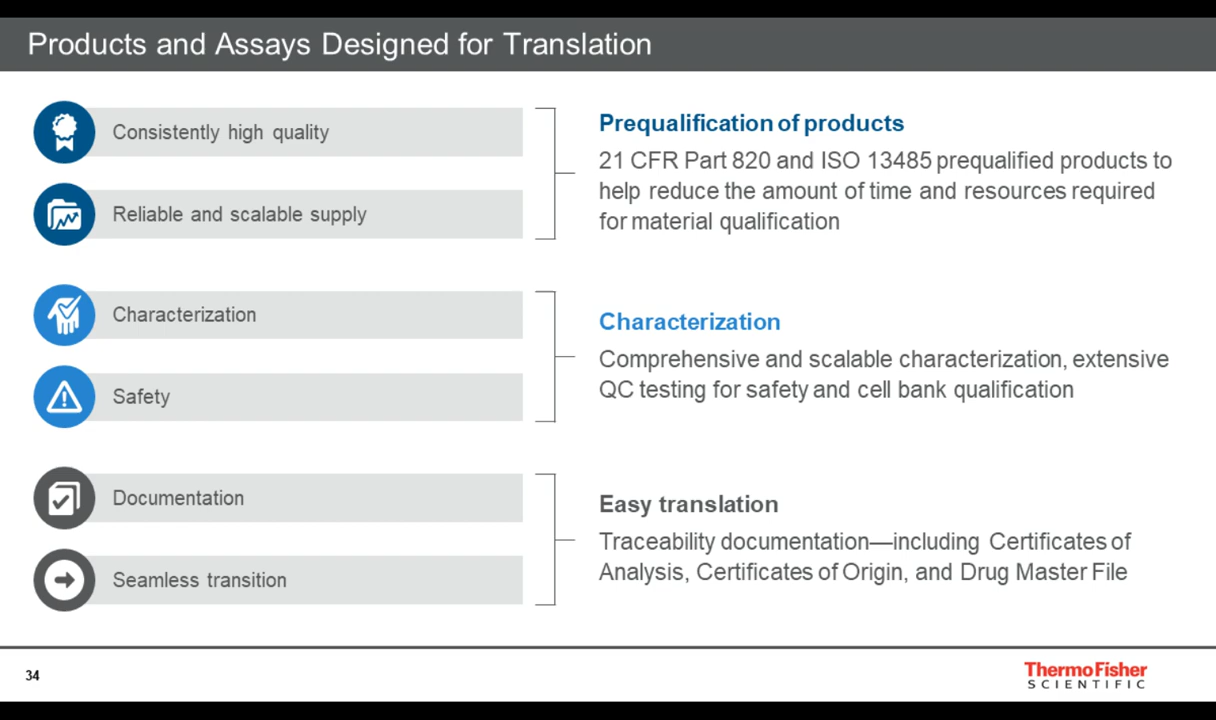 Products and Assays Designed for Translation
Consistently high quality
Reliable and scalable supply
Prequalification of products
21 CFR Part 820 and ISO 13485 prequalified products to
help reduce the amount of time and resources required
for material qualification
Characterization
Safety
Characterization
Comprehensive and scalable characterization, extensive
QC testing for safety and cell bank qualification
Documentation
Seamless transition
Easy translation
Traceability documentation—including Certificates of
Analysis, Certificates of Origin, and Drug Master File
34
ThermoFisher
SCIENTIFIC